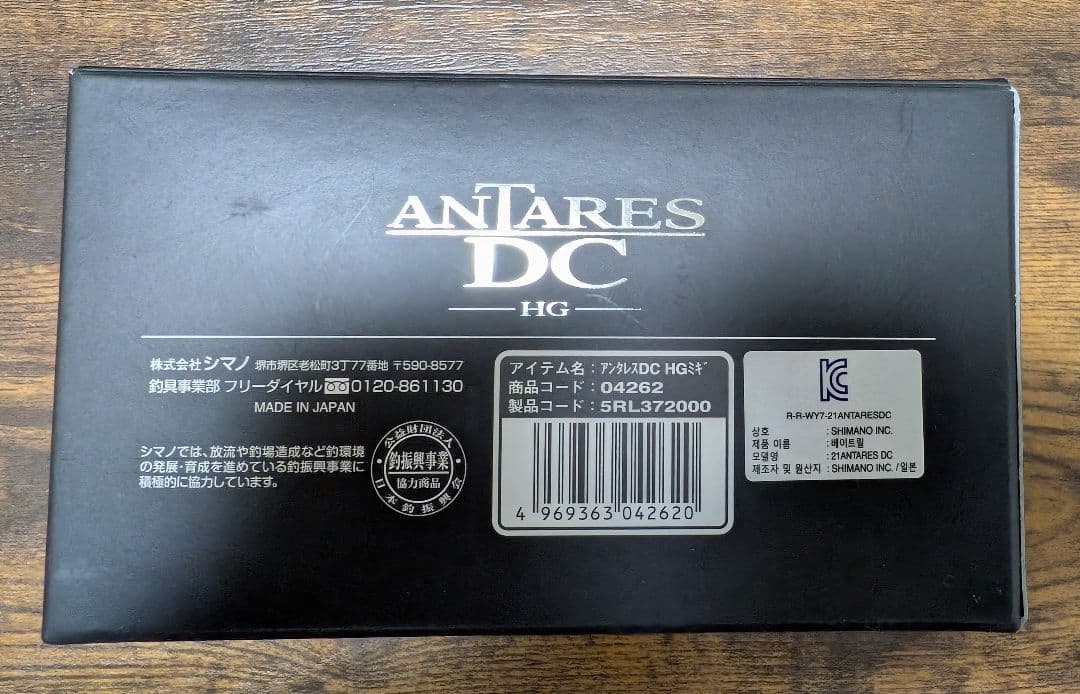 ANTARES
DC
HG
株式会社 シマノ 堺市堺区老松町3丁77番地 〒590-8577
釣具事業部 フリーダイヤル 0120-861130
MADE IN JAPAN
シマノでは、放流や釣場造成など釣環境
の発展・育成を進めている釣振興事業に
積極的に協力しています。
公益財団法人
釣振興事業
協力商品
日本釣振興会
アイテム名：ｱﾝﾀﾚｽDC HGﾐｷﾞ
商品コード：04262
製品コード：5RL372000
4 969363 042620
R-R-WY7-21ANTARESDC
상호 : SHIMANO INC.
제품 이름 : 베이트릴
모델명 : 21ANTARES DC
제조자 및 원산지 : SHIMANO INC. / 일본